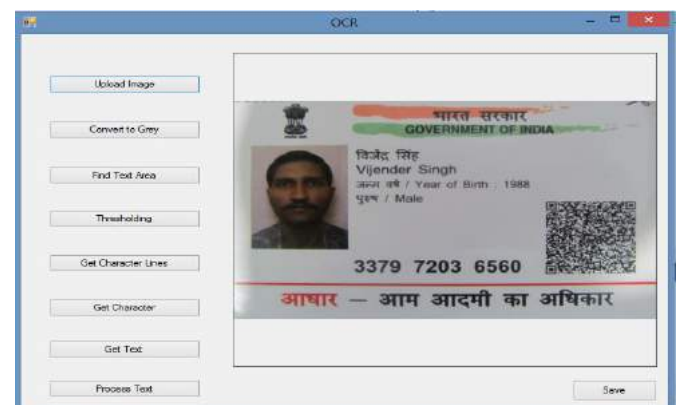 OCR
Upload Image
Convert to Grey
Find Text Area
Thresholding
Get Character Lines
Get Character
Get Text
Process Text
भारत सरकार
GOVERNMENT OF INDIA
विजेंद्र सिंह
Vijender Singh
जन्म वर्ष / Year of Birth : 1988
पुरुष / Male
3379 7203 6560
आधार — आम आदमी का अधिकार
Save